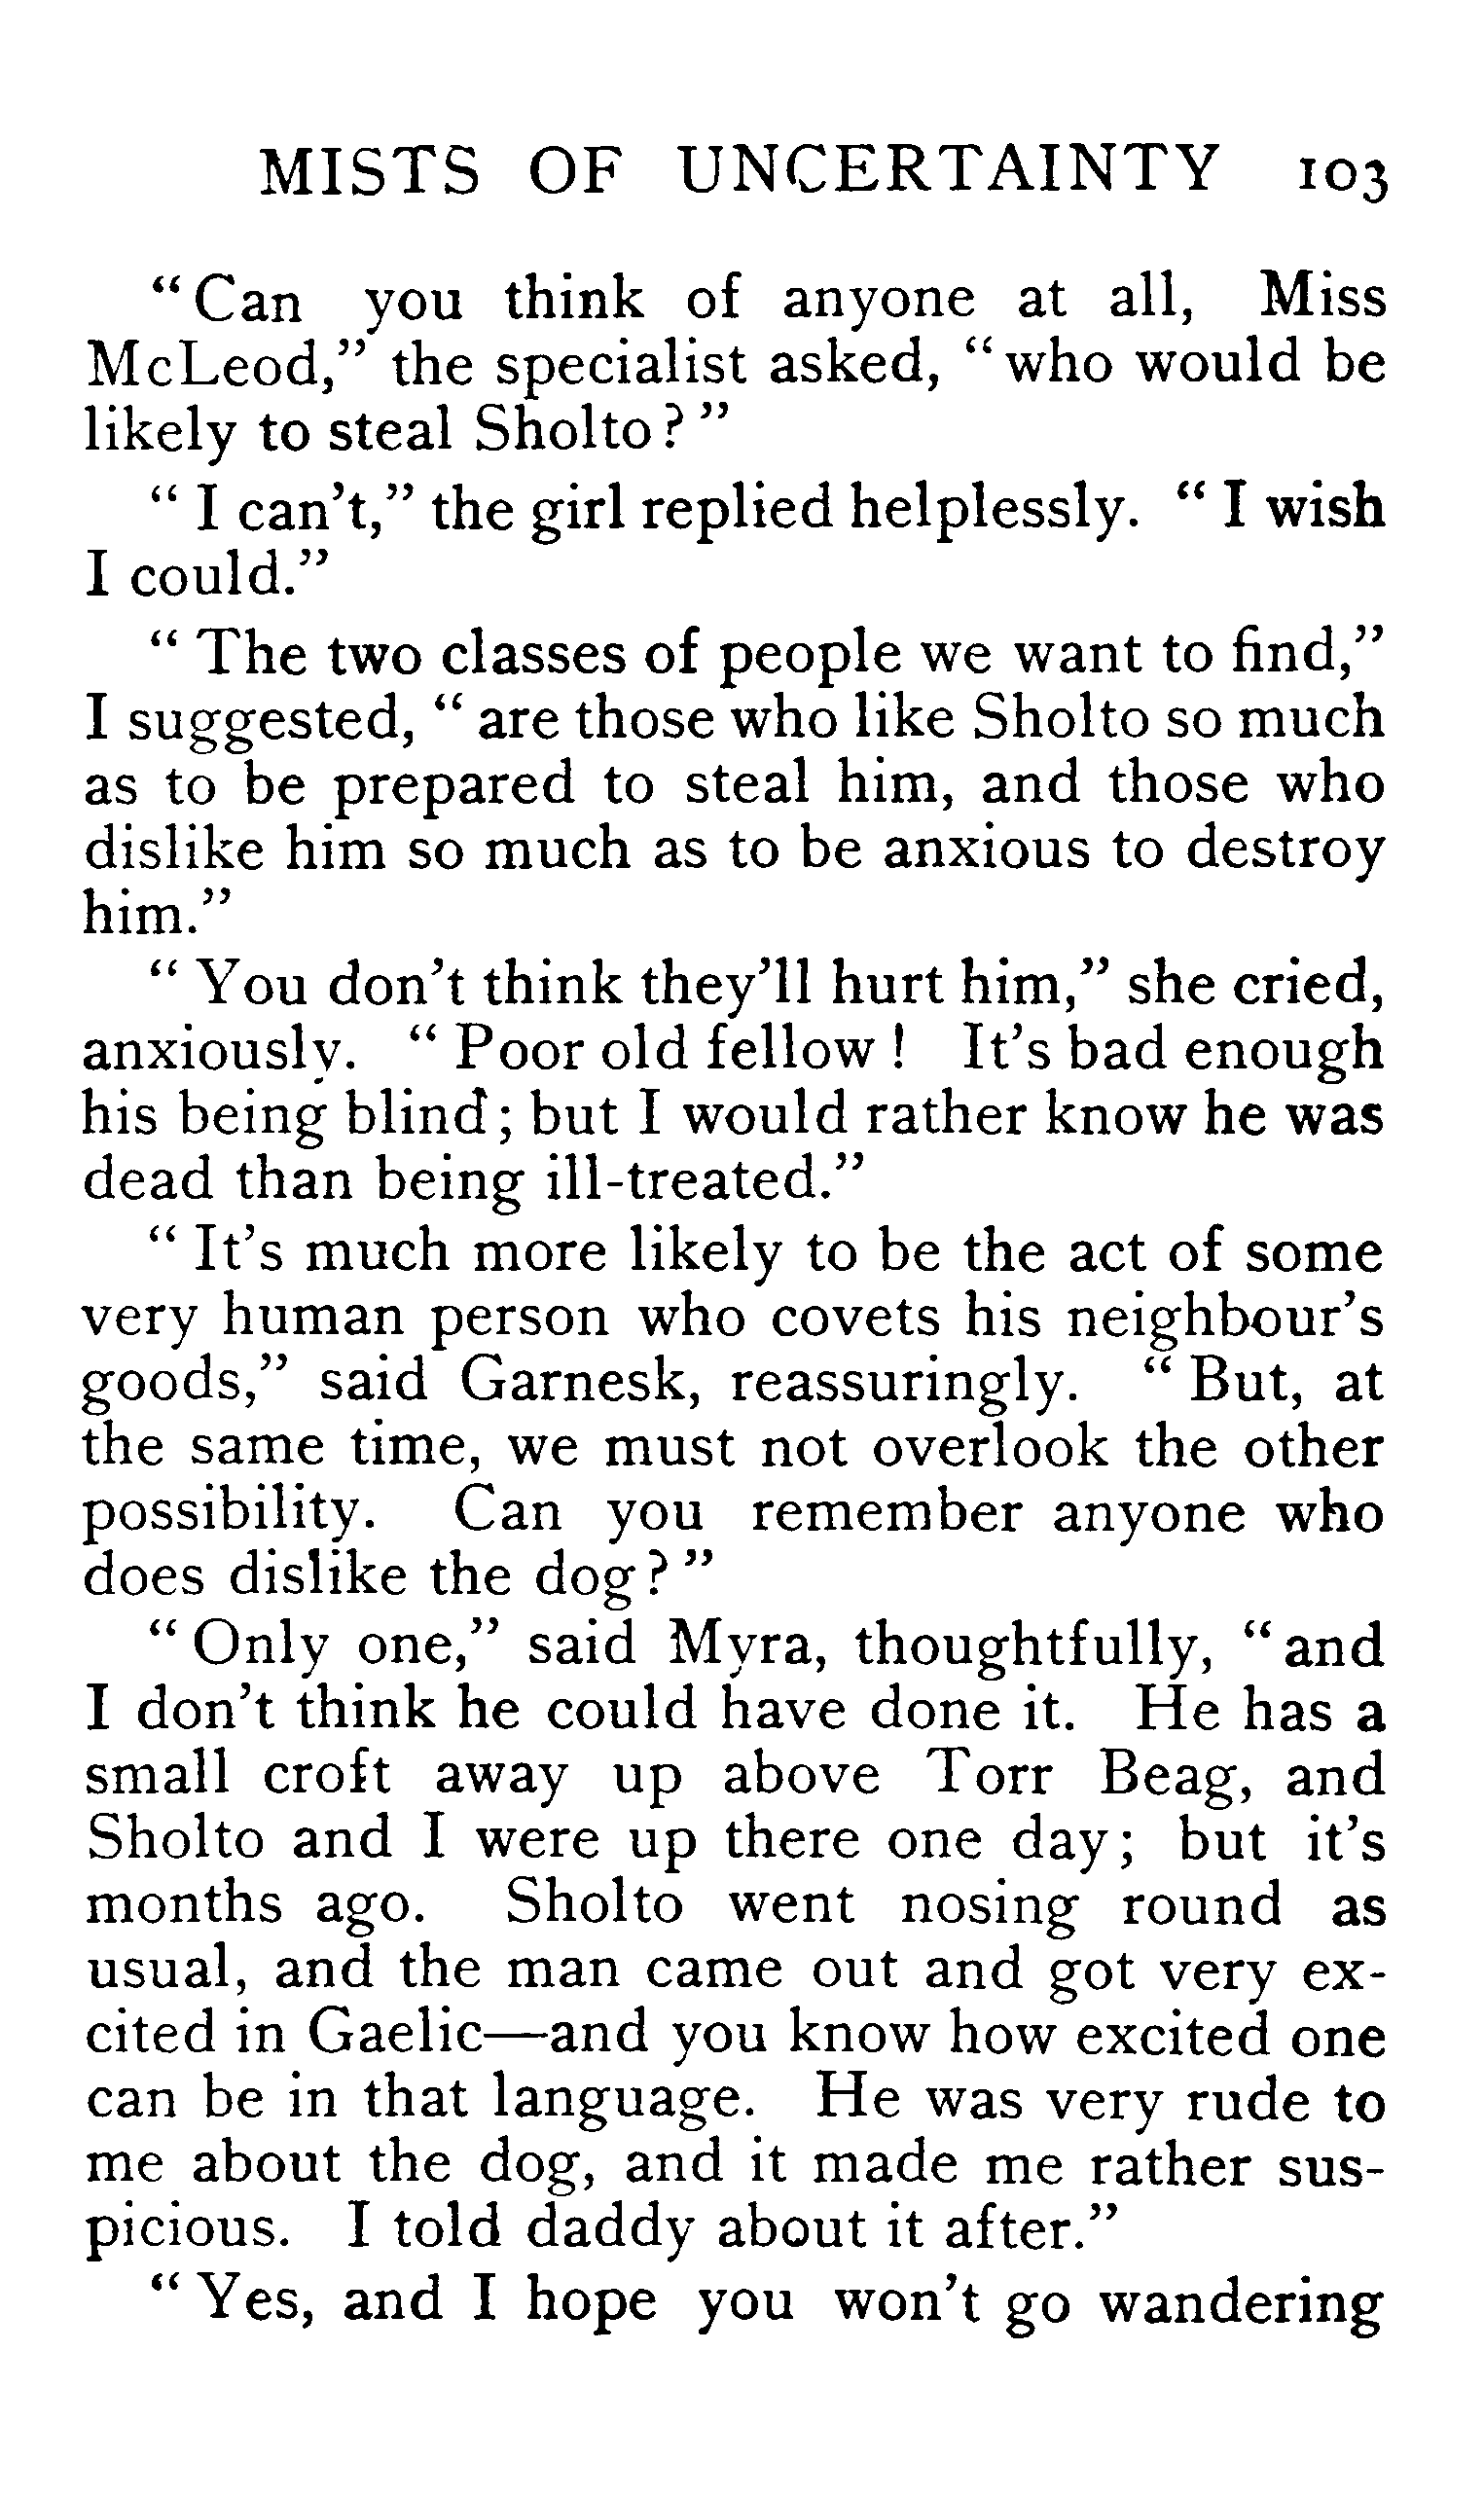 MISTS OF UNCERTAINTY 103
“Can you think of anyone at all, Miss
McLeod,” the specialist asked, “who would be
likely to steal Sholto?”
“I can't,” the girl replied helplessly. “I wish
I could.”
“The two classes of people we want to find,”
I suggested, “are those who like Sholto so much
as to be prepared to steal him, and those who
dislike him so much as to be anxious to destroy
him.”
“You don't think they'll hurt him,” she cried,
anxiously. “Poor old fellow! It's bad enough
his being blind; but I would rather know he was
dead than being ill-treated.”
“It's much more likely to be the act of some
very human person who covets his neighbour's
goods,” said Garnesk, reassuringly. “But, at
the same time, we must not overlook the other
possibility. Can you remember anyone who
does dislike the dog?”
“Only one,” said Myra, thoughtfully, “and
I don't think he could have done it. He has a
small croft away up above Torr Beag, and
Sholto and I were up there one day; but it's
months ago. Sholto went nosing round as
usual, and the man came out and got very ex-
cited in Gaelic—and you know how excited one
can be in that language. He was very rude to
me about the dog, and it made me rather sus-
picious. I told daddy about it after.”
“Yes, and I hope you won't go wandering